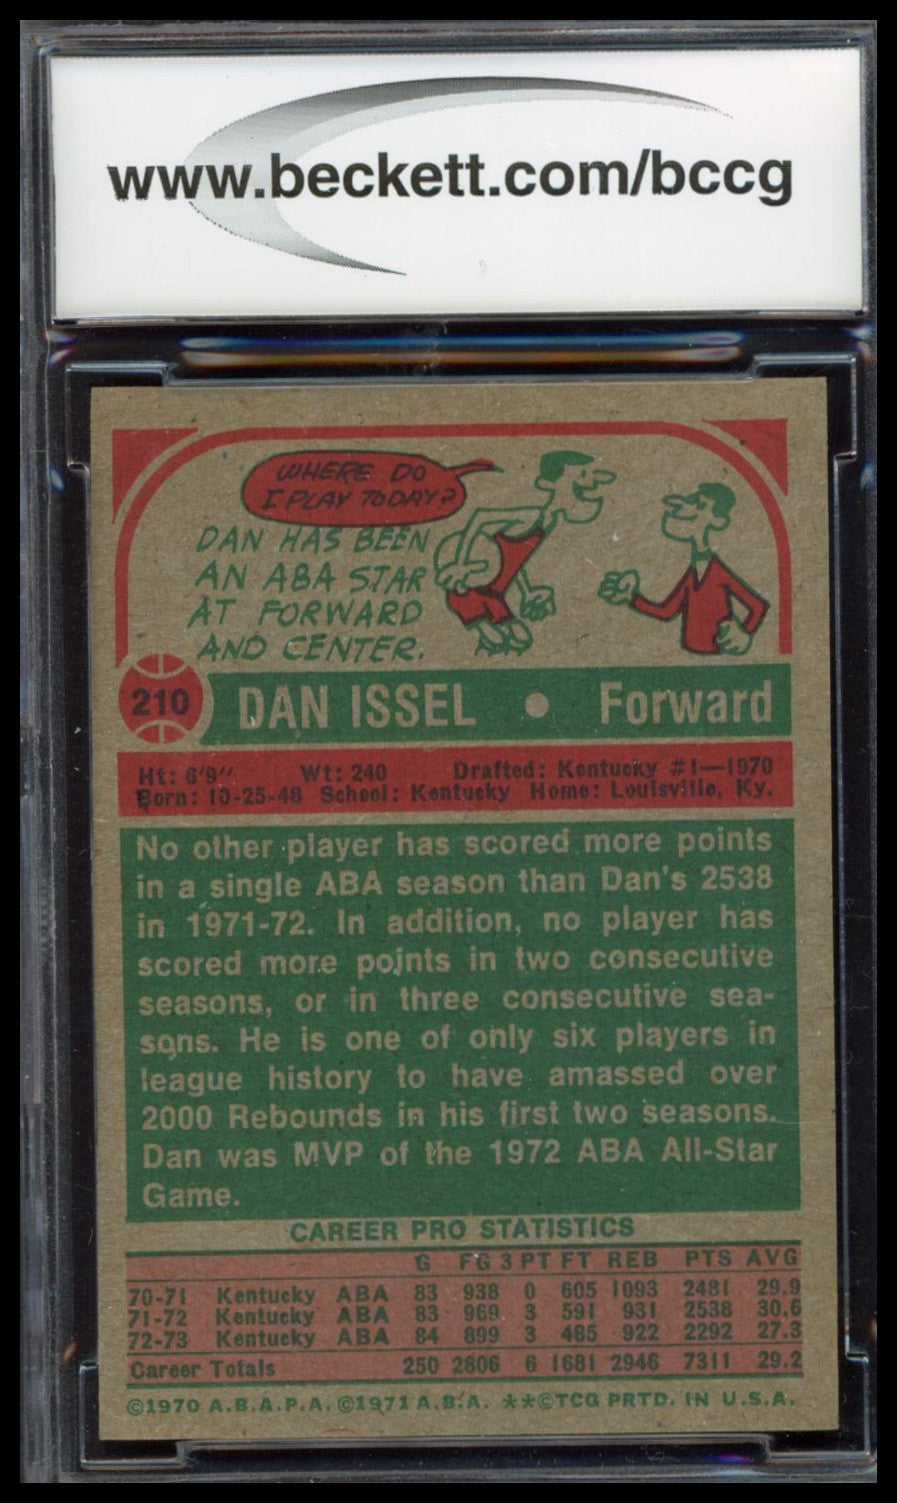 www.beckett.com/bccg
WHERE DO
I PLAY TODAY?
DAN HAS BEEN
AN ABA STAR
AT FORWARD
AND CENTER.
210 DAN ISSEL • Forward
Ht: 6'9" Wt: 240 Drafted: Kentucky #1—1970
Born: 10-25-48 School: Kentucky Home: Louisville, Ky.
No other player has scored more points
in a single ABA season than Dan's 2538
in 1971-72. In addition, no player has
scored more points in two consecutive
seasons, or in three consecutive sea-
sons. He is one of only six players in
league history to have amassed over
2000 Rebounds in his first two seasons.
Dan was MVP of the 1972 ABA All-Star
Game.
CAREER PRO STATISTICS
G FG 3 PT FT REB PTS AVG
70-71 Kentucky ABA 83 938 0 605 1093 2481 29.9
71-72 Kentucky ABA 83 969 3 591 931 2538 30.6
72-73 Kentucky ABA 84 899 3 485 922 2292 27.3
Career Totals 250 2806 6 1681 2946 7311 29.2
©1970 A.B.A.P.A. ©1971 A.B.A. **©TCG PRTD. IN U.S.A.